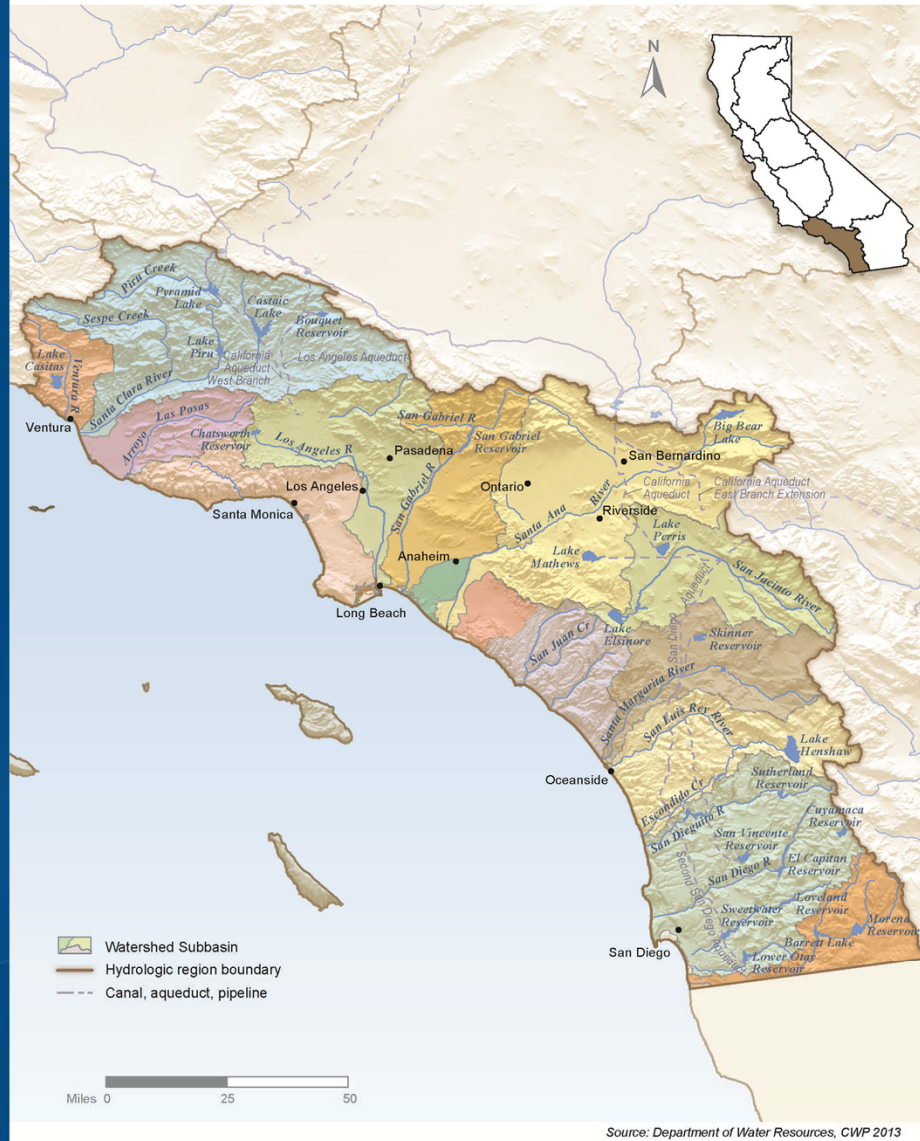 N
Piru Creek
Pyramid
Lake
Castaic
Lake
Sespe Creek
Bouquet
Reservoir
Lake
Piru
California
Aqueduct
West Branch
Los Angeles Aqueduct
Lake
Casitas
Ventura R
Santa Clara River
Ventura
Arroyo Las Posas
Chatsworth
Reservoir
San Gabriel R
San Gabriel
Reservoir
Los Angeles R
Pasadena
Big Bear
Lake
San Bernardino
Los Angeles
San Gabriel R
Ontario
California
Aqueduct
California Aqueduct
East Branch Extension
Santa Monica
Santa Ana River
Riverside
Lake
Perris
Anaheim
Lake
Mathews
San Jacinto River
Long Beach
Lake
Elsinore
San Diego Aqueduct
San Juan Cr
Skinner
Reservoir
Santa Margarita River
San Luis Rey River
Lake
Henshaw
Oceanside
Escondido Cr
Sutherland
Reservoir
San Dieguito R
Cuyamaca
Reservoir
San Vincente
Reservoir
El Capitan
Reservoir
San Diego R
Second San Diego Aqueduct
Loveland
Reservoir
Sweetwater
Reservoir
Morena
Reservoir
San Diego
Barrett Lake
Lower Otay
Reservoir
Watershed Subbasin
Hydrologic region boundary
Canal, aqueduct, pipeline
Miles 0 25 50
Source: Department of Water Resources, CWP 2013